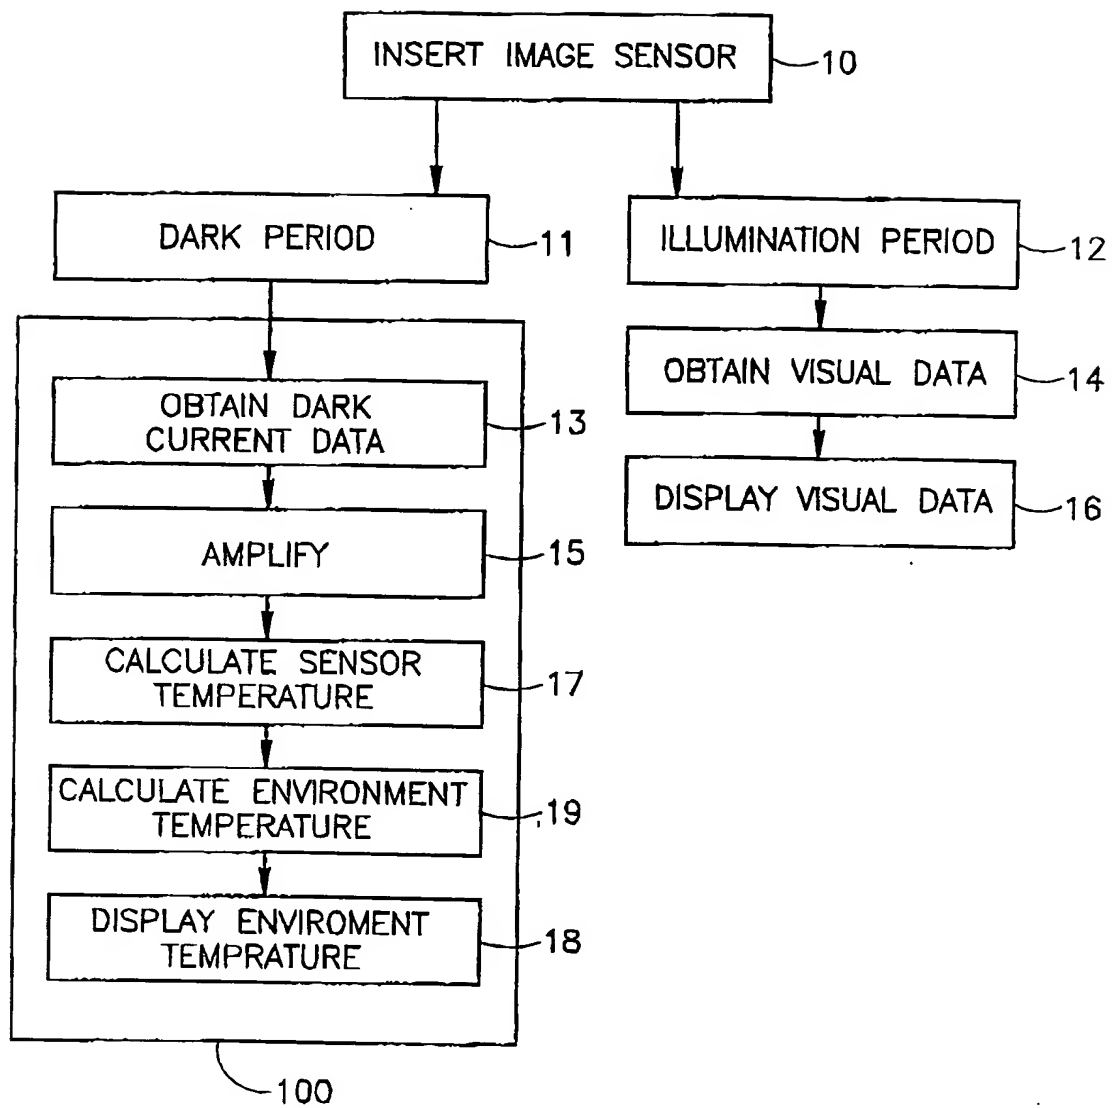 INSERT IMAGE SENSOR
10
DARK PERIOD
11
ILLUMINATION PERIOD
12
OBTAIN DARK
CURRENT DATA
13
OBTAIN VISUAL DATA
14
AMPLIFY
15
DISPLAY VISUAL DATA
16
CALCULATE SENSOR
TEMPERATURE
17
CALCULATE ENVIRONMENT
TEMPERATURE
19
DISPLAY ENVIROMENT
TEMPRATURE
18
100